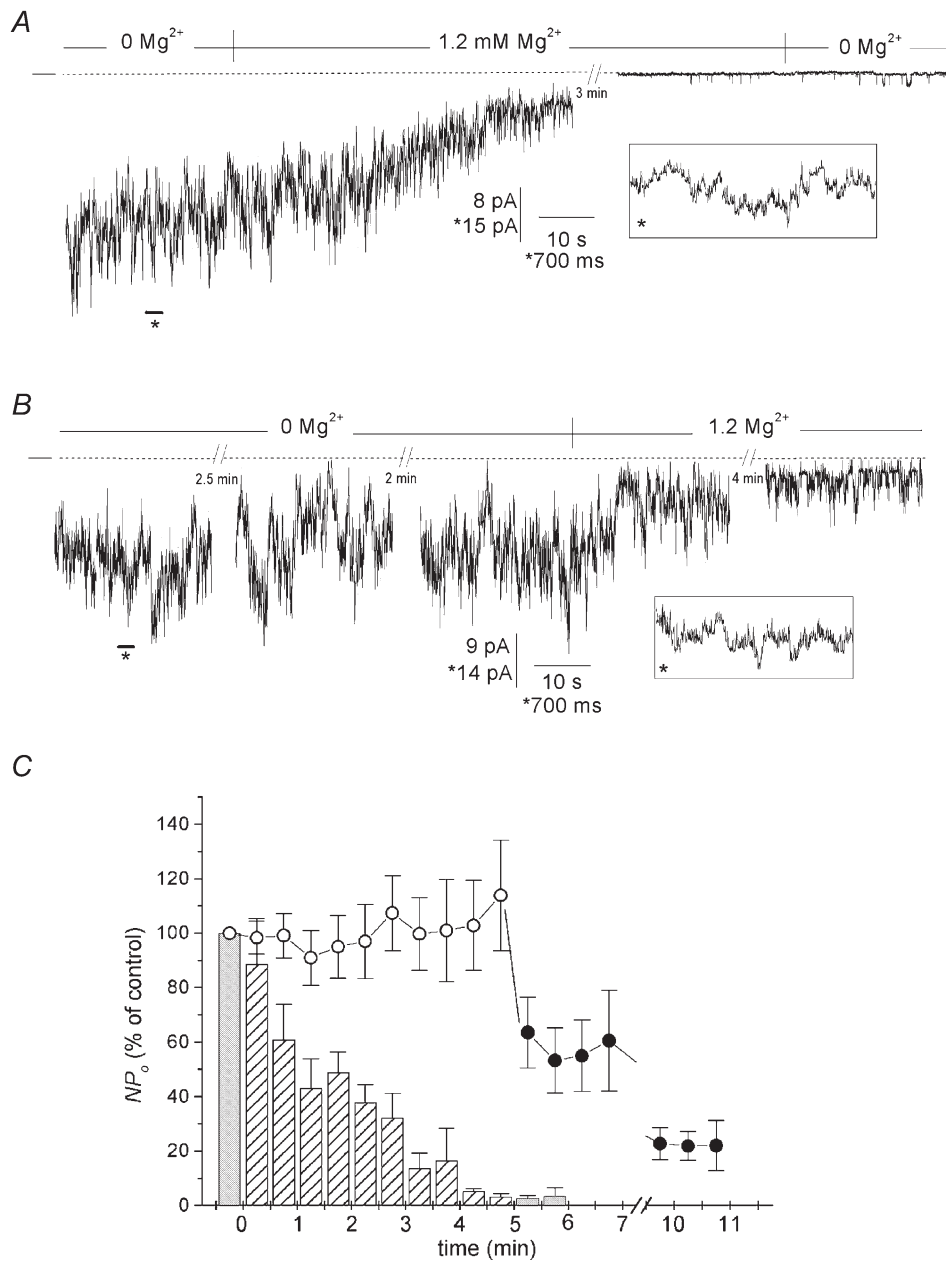 A
0 Mg²⁺ 1.2 mM Mg²⁺ 0 Mg²⁺
3 min
8 pA
*15 pA
10 s
*700 ms
*
*
B
0 Mg²⁺ 1.2 Mg²⁺
2.5 min 2 min 4 min
9 pA
*14 pA
10 s
*700 ms
*
*
C
NPₒ (% of control)
140
120
100
80
60
40
20
0
0 1 2 3 4 5 6 7 10 11
time (min)